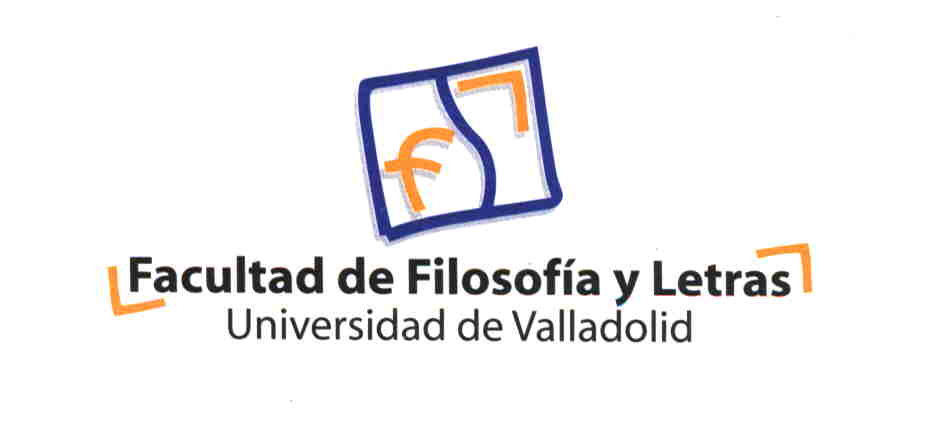 Facultad de Filosofía y Letras
Universidad de Valladolid